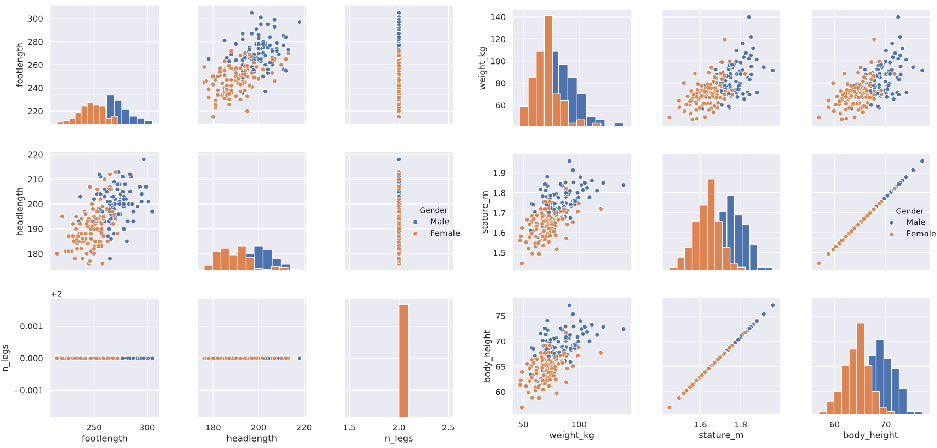 footlength
300
280
260
240
220
headlength
220
210
200
190
180
Gender
Male
Female
+2
n_legs
0.001
0.000
−0.001
250
300
footlength
180
200
220
headlength
1.5
2.0
2.5
n_legs
weight_kg
140
120
100
80
60
stature_m
1.9
1.8
1.7
1.6
1.5
Gender
Male
Female
body_height
75
70
65
60
50
100
weight_kg
1.6
1.8
stature_m
60
70
body_height